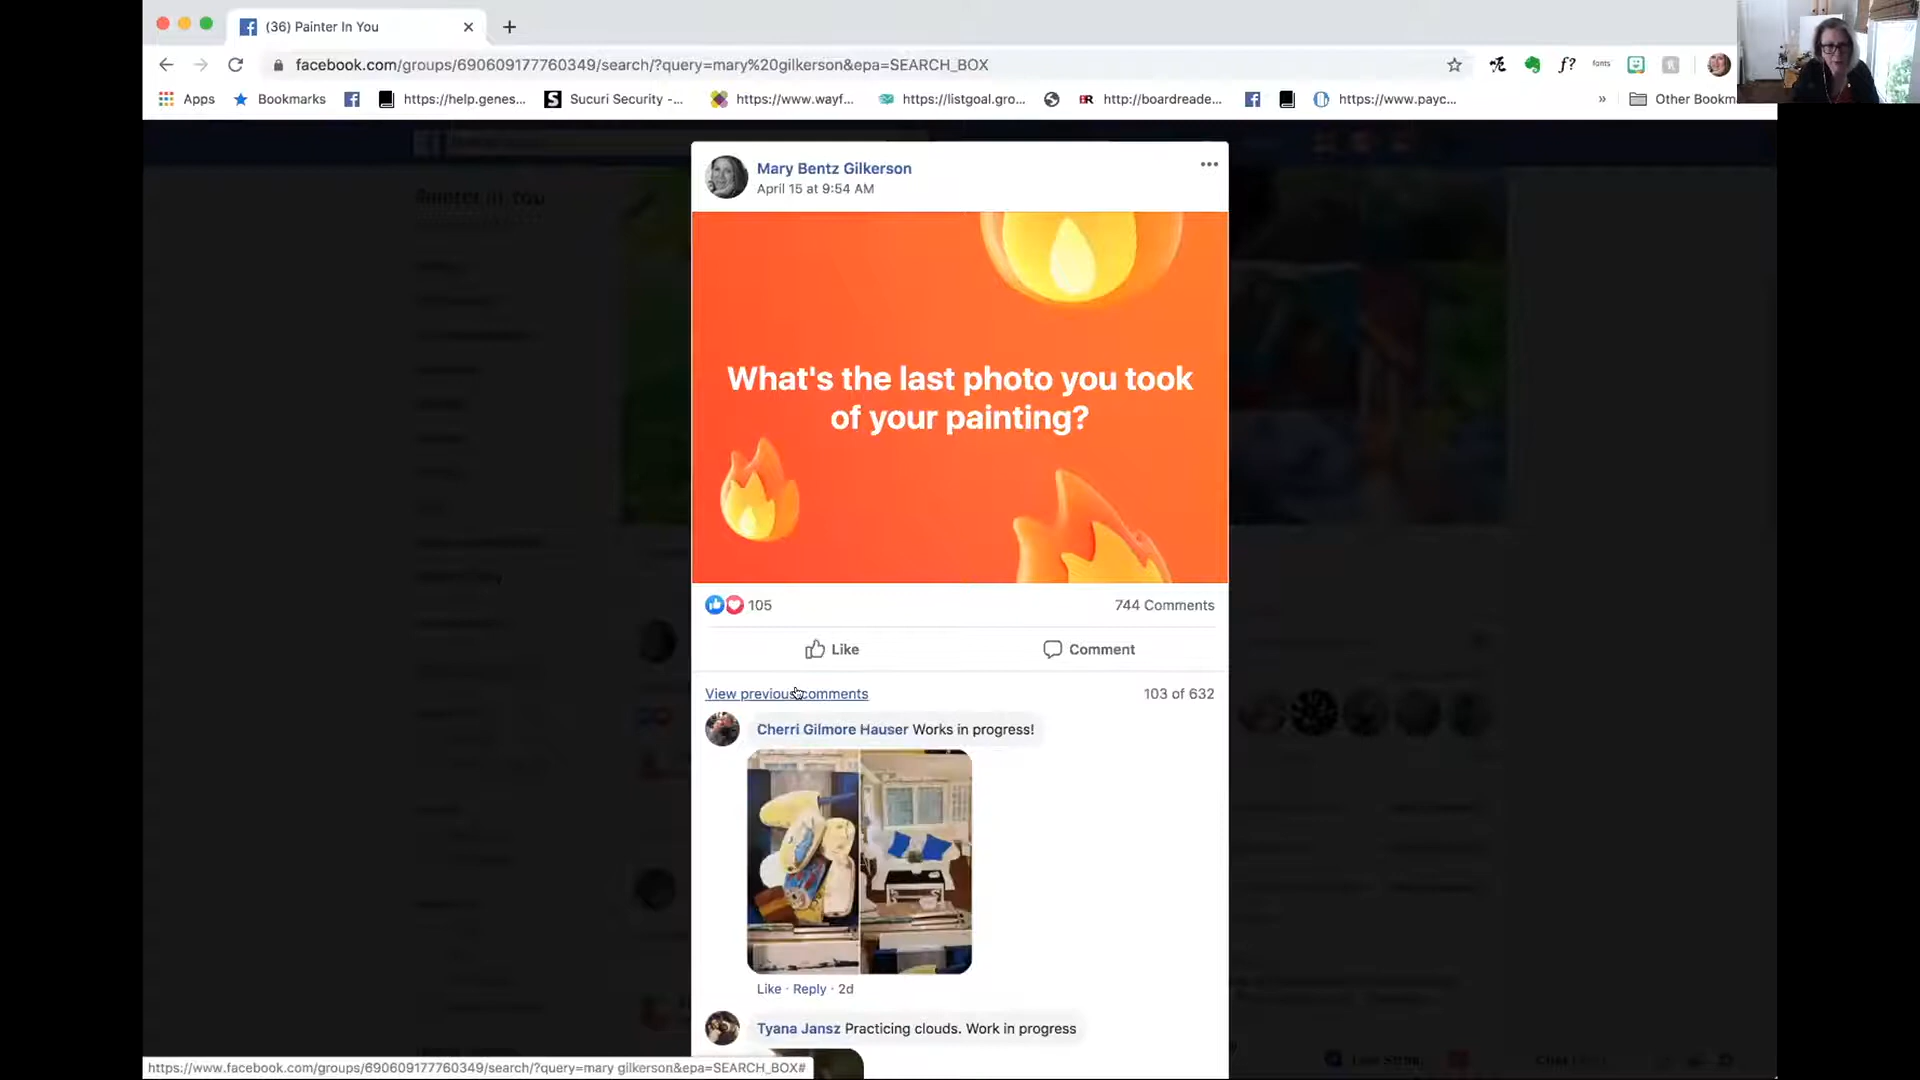 (36) Painter In You
facebook.com/groups/690609177760349/search/?query=mary%20gilkerson&epa=SEARCH_BOX
f?
fonts
Apps
Bookmarks
https://help.genes...
Sucuri Security -...
https://www.wayf...
https://listgoal.gro...
http://boardreade...
https://www.payc...
»
Other Bookm
Mary Bentz Gilkerson
April 15 at 9:54 AM
What's the last photo you took
of your painting?
105
744 Comments
Like
Comment
View previous comments
103 of 632
Cherri Gilmore Hauser Works in progress!
Like · Reply · 2d
Tyana Jansz Practicing clouds. Work in progress
https://www.facebook.com/groups/690609177760349/search/?query=mary gilkerson&epa=SEARCH_BOX#